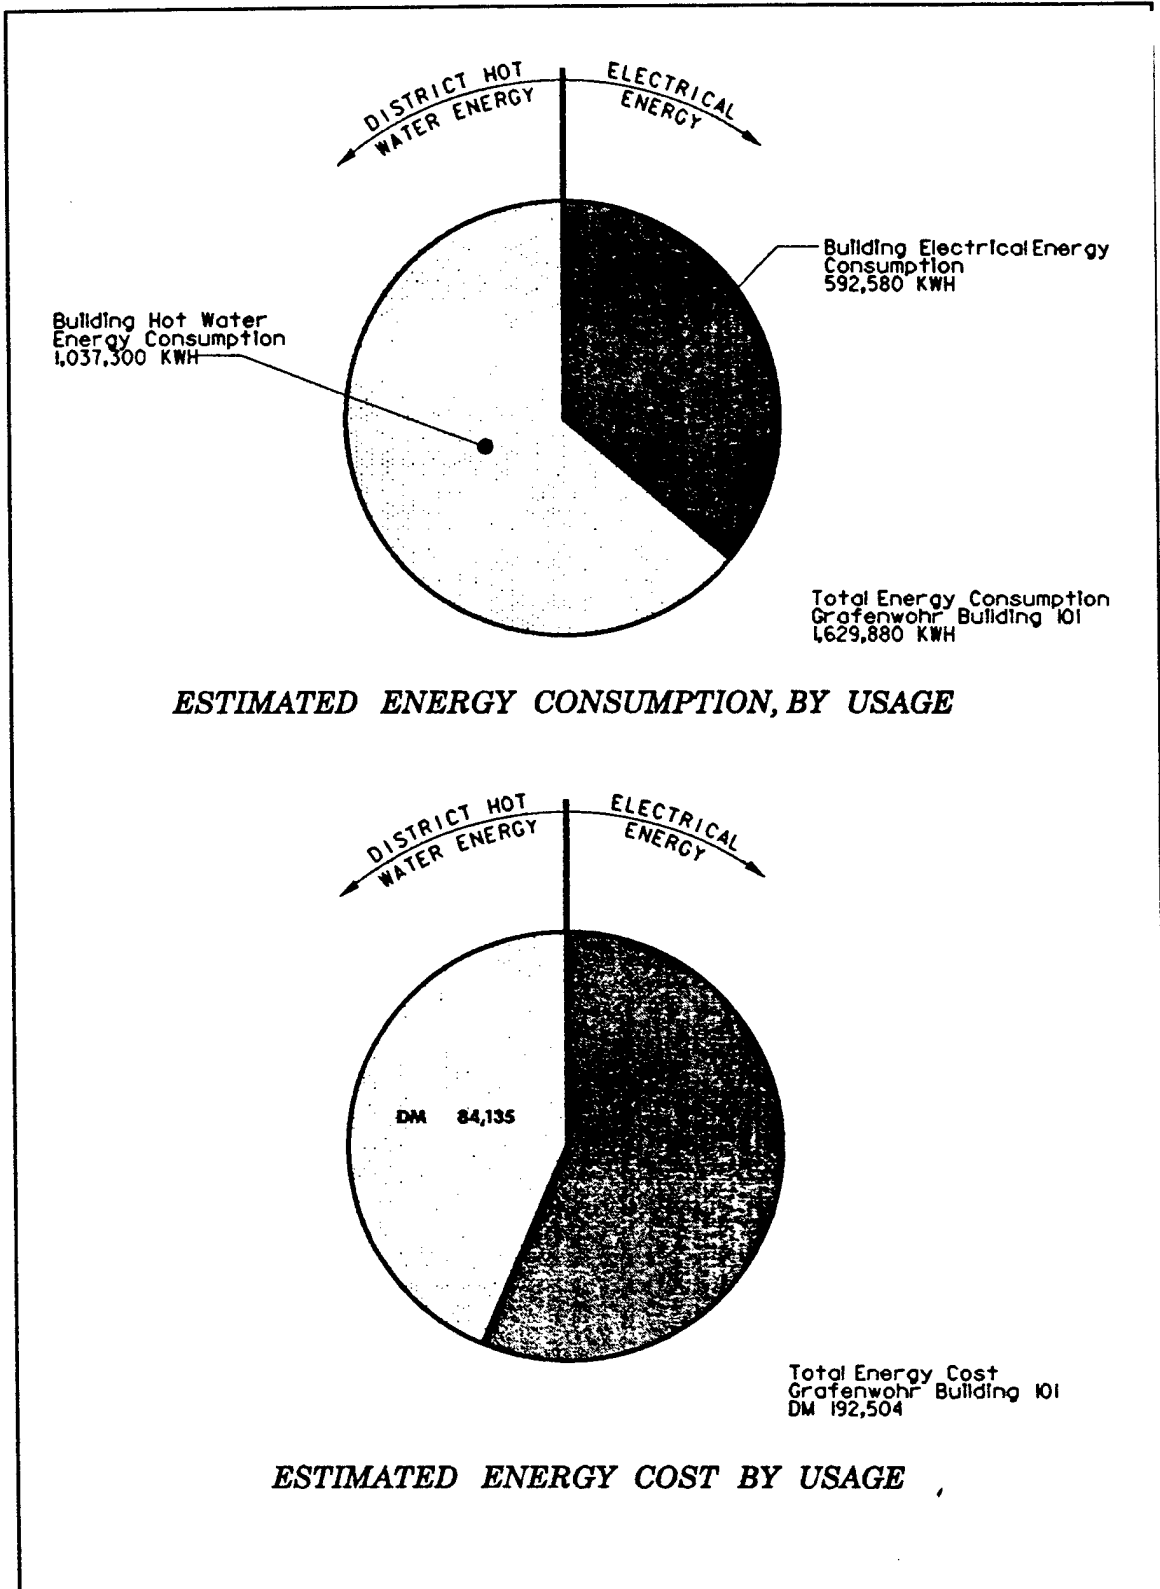 DISTRICT HOT
WATER ENERGY
ELECTRICAL
ENERGY
Building Electrical Energy
Consumption
592,580 KWH
Building Hot Water
Energy Consumption
1,037,300 KWH
Total Energy Consumption
Grafenwohr Building 101
1,629,880 KWH
ESTIMATED ENERGY CONSUMPTION, BY USAGE
DISTRICT HOT
WATER ENERGY
ELECTRICAL
ENERGY
DM 84,135
Total Energy Cost
Grafenwohr Building 101
DM 192,504
ESTIMATED ENERGY COST BY USAGE